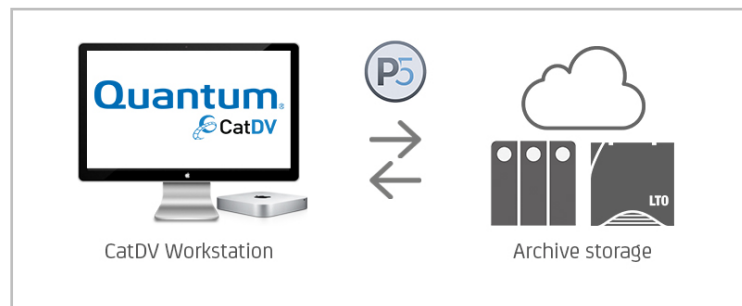 Quantum
CatDV
P5
LTO
CatDV Workstation
Archive storage